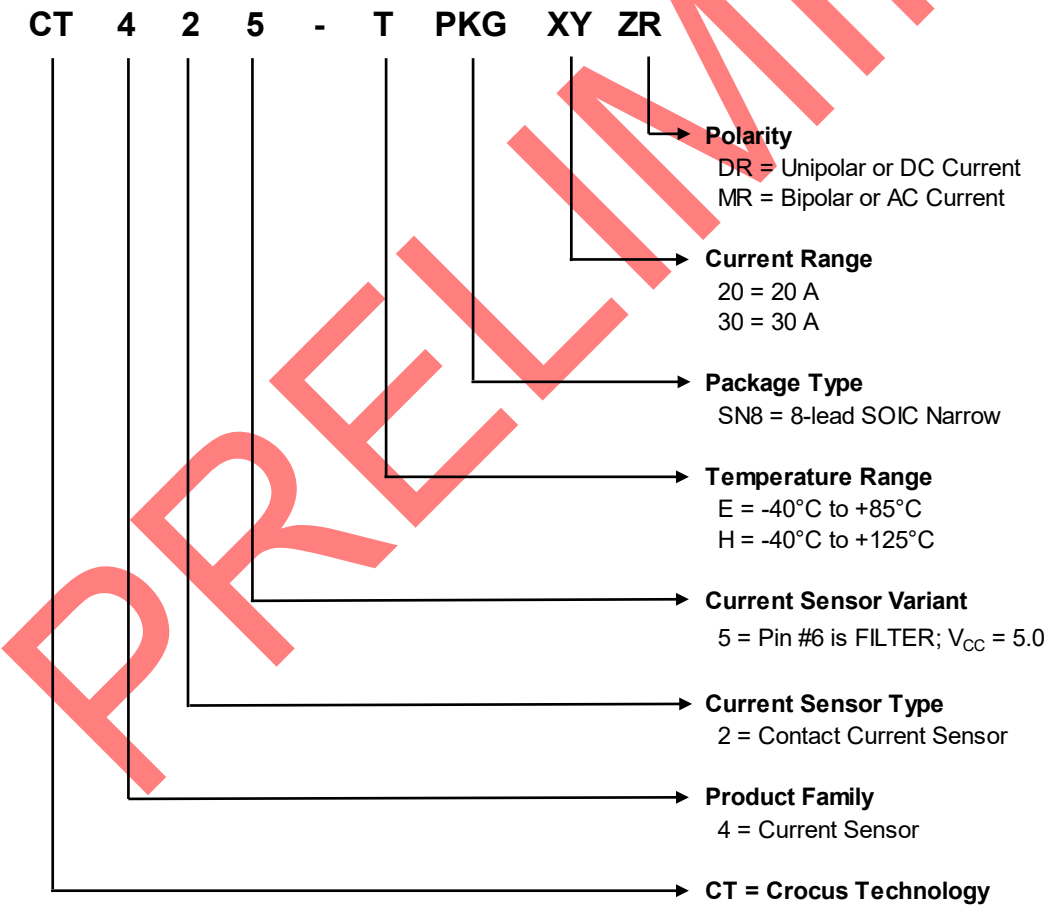 CT 4 2 5 - T PKG XY ZR
Polarity
DR = Unipolar or DC Current
MR = Bipolar or AC Current
Current Range
20 = 20 A
30 = 30 A
Package Type
SN8 = 8-lead SOIC Narrow
Temperature Range
E = -40°C to +85°C
H = -40°C to +125°C
Current Sensor Variant
5 = Pin #6 is FILTER; VCC = 5.0
Current Sensor Type
2 = Contact Current Sensor
Product Family
4 = Current Sensor
CT = Crocus Technology
PRELIM